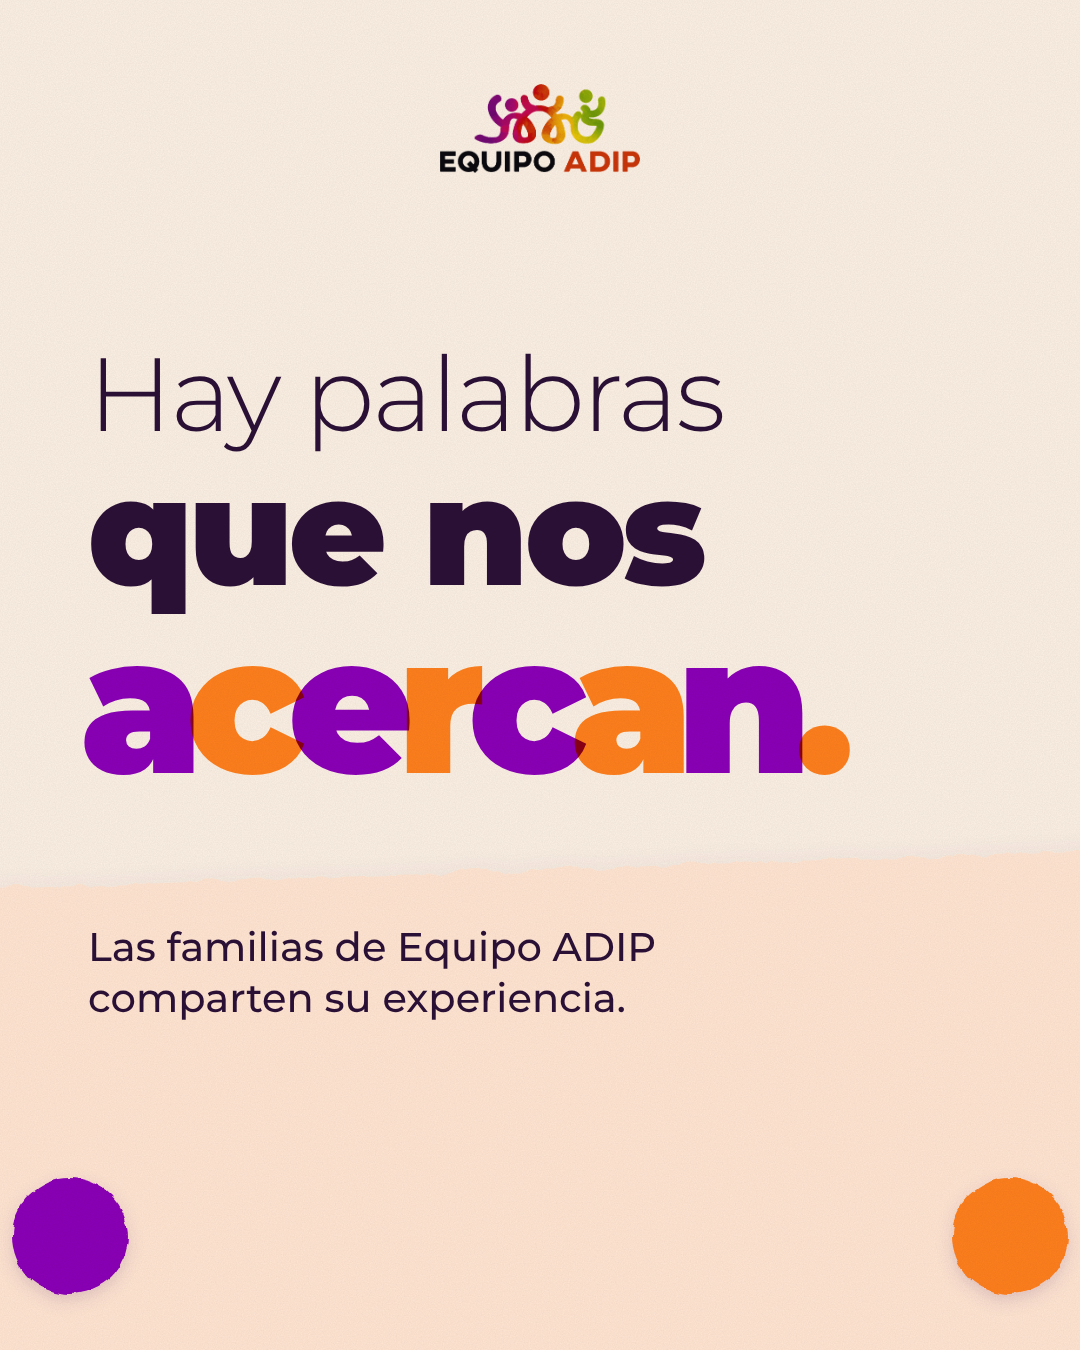 EQUIPO ADIP
Hay palabras
que nos
acercan.
Las familias de Equipo ADIP
comparten su experiencia.